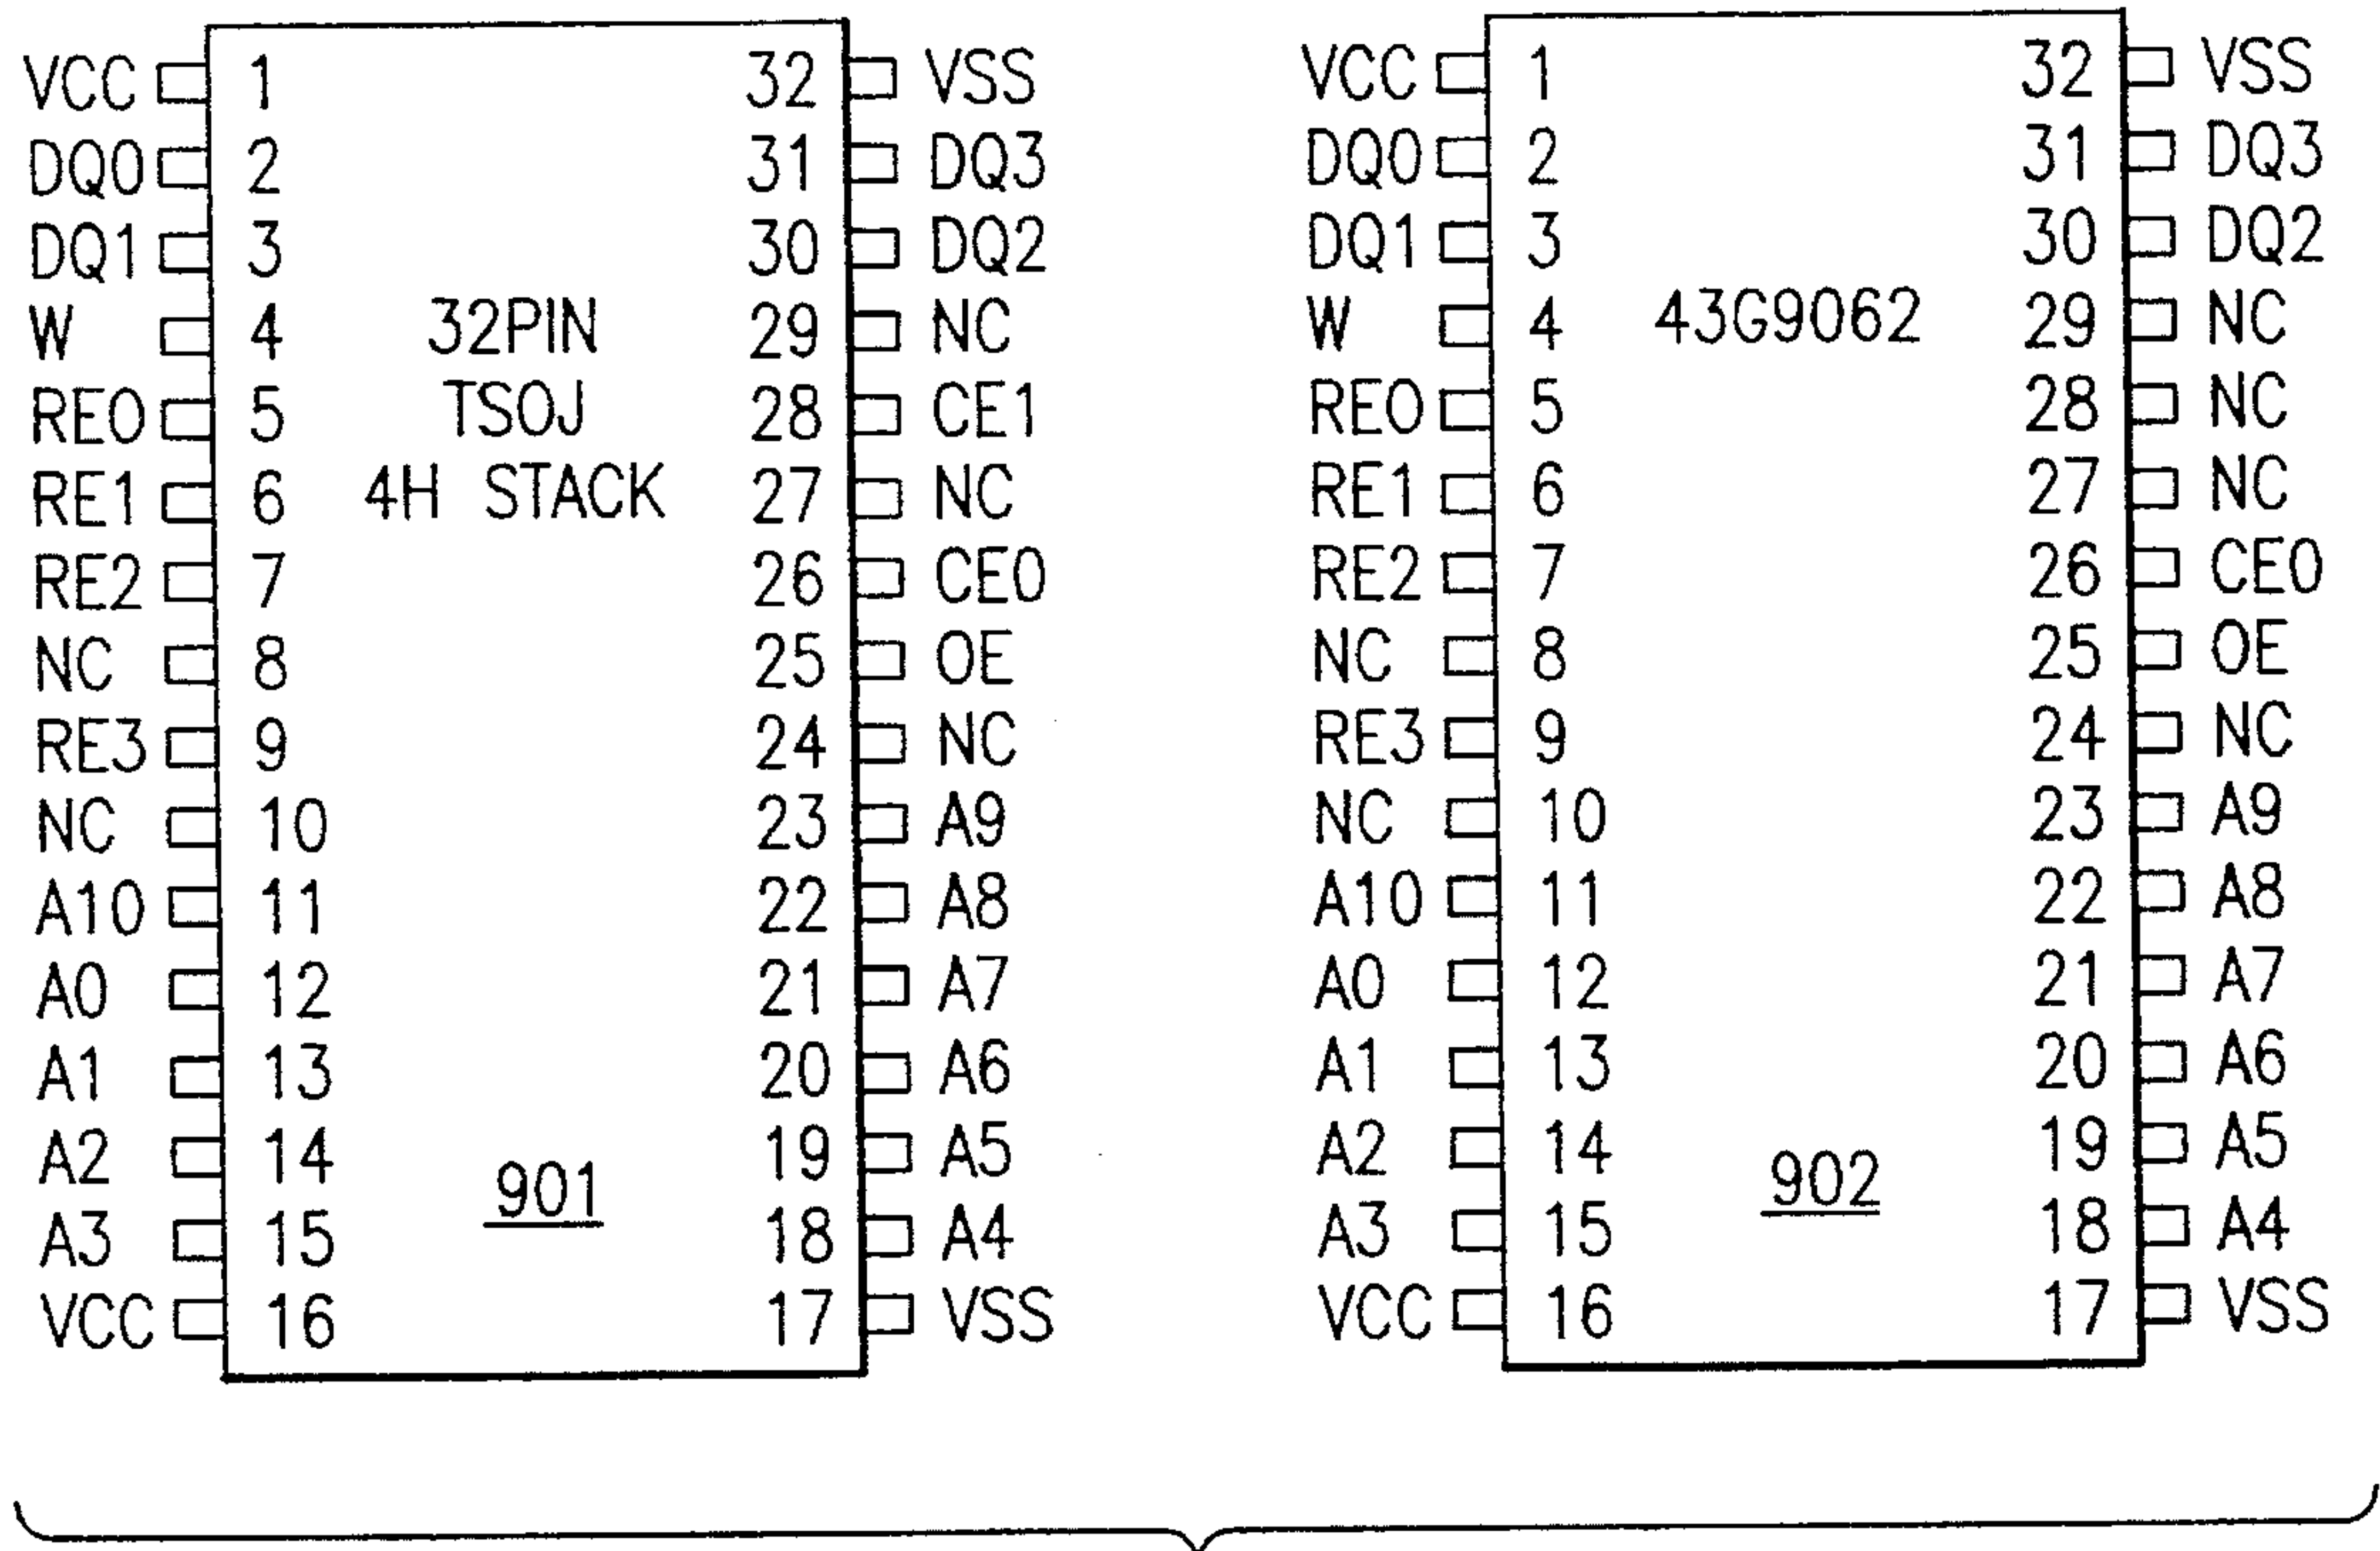 VCC 1 32 VSS
DQ0 2 31 DQ3
DQ1 3 30 DQ2
W 4 32PIN 29 NC
RE0 5 TSOJ 28 CE1
RE1 6 4H STACK 27 NC
RE2 7 26 CE0
NC 8 25 OE
RE3 9 24 NC
NC 10 23 A9
A10 11 22 A8
A0 12 21 A7
A1 13 20 A6
A2 14 901 19 A5
A3 15 18 A4
VCC 16 17 VSS
VCC 1 32 VSS
DQ0 2 31 DQ3
DQ1 3 30 DQ2
W 4 43G9062 29 NC
RE0 5 28 NC
RE1 6 27 NC
RE2 7 26 CE0
NC 8 25 OE
RE3 9 24 NC
NC 10 23 A9
A10 11 22 A8
A0 12 21 A7
A1 13 20 A6
A2 14 902 19 A5
A3 15 18 A4
VCC 16 17 VSS